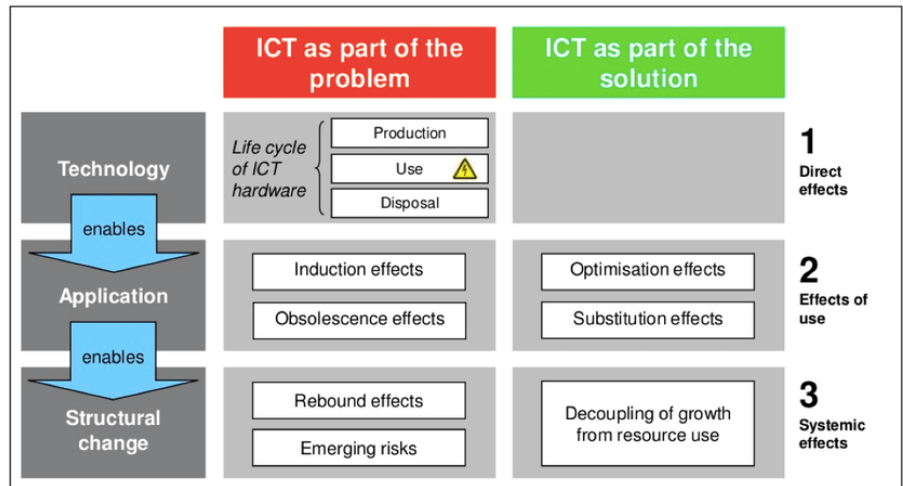 ICT as part of the
problem
ICT as part of the
solution
Technology
Life cycle
of ICT
hardware
Production
Use
Disposal
1
Direct
effects
enables
Application
Induction effects
Obsolescence effects
Optimisation effects
Substitution effects
2
Effects of
use
enables
Structural
change
Rebound effects
Emerging risks
Decoupling of growth
from resource use
3
Systemic
effects